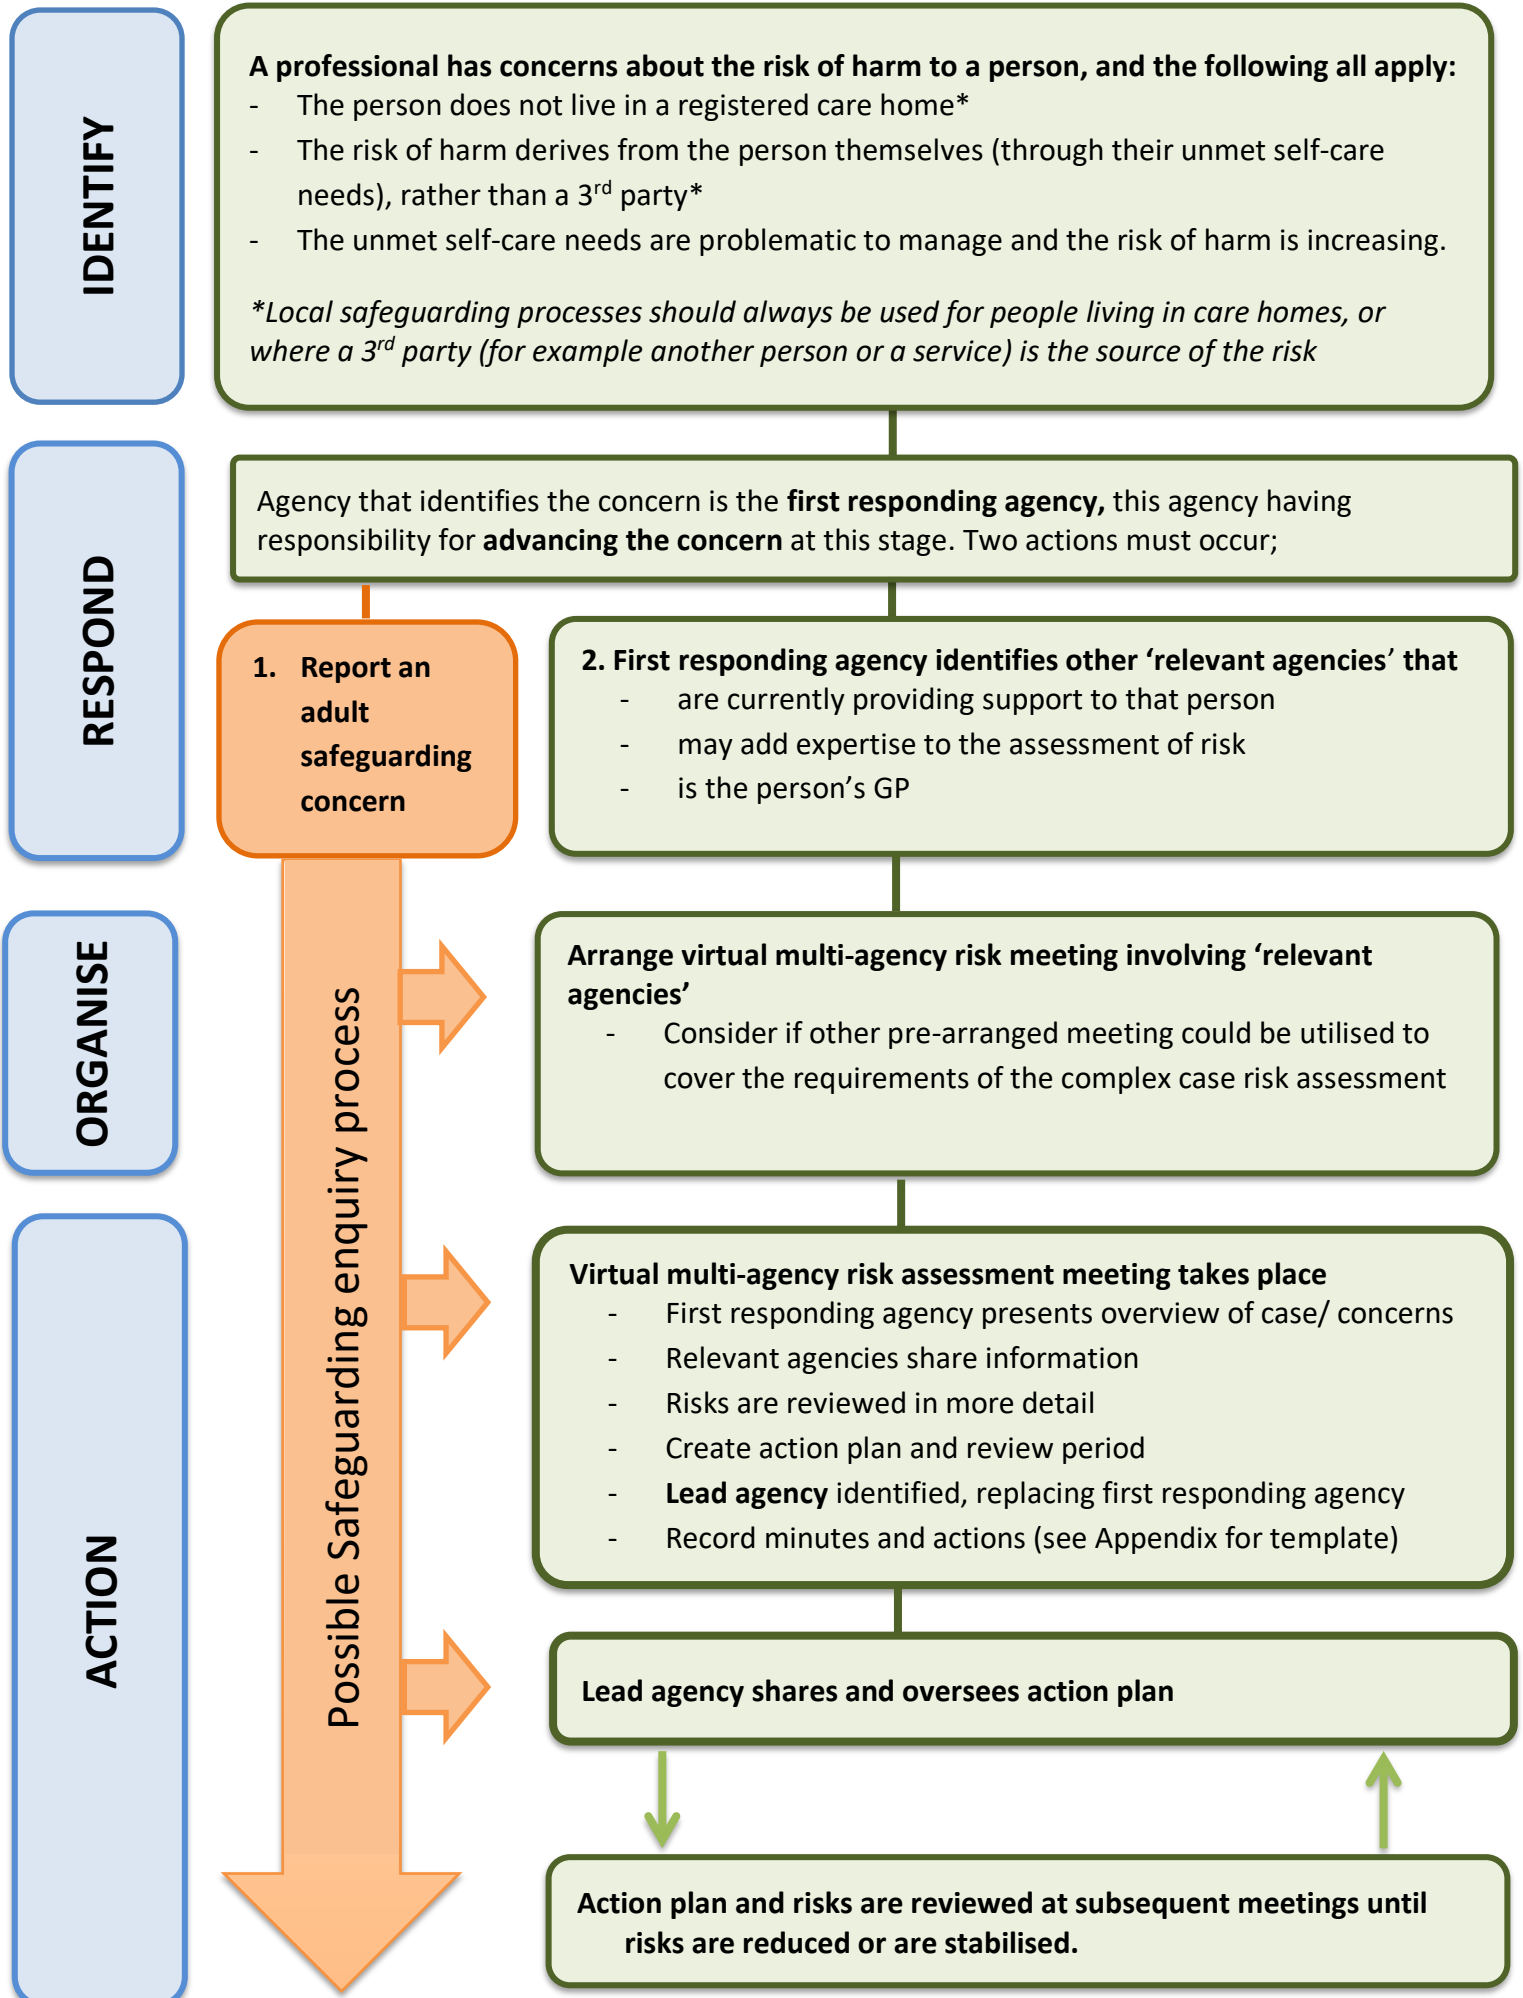 IDENTIFY
A professional has concerns about the risk of harm to a person, and the following all apply:
- The person does not live in a registered care home*
- The risk of harm derives from the person themselves (through their unmet self-care
needs), rather than a 3rd party*
- The unmet self-care needs are problematic to manage and the risk of harm is increasing.
*Local safeguarding processes should always be used for people living in care homes, or
where a 3rd party (for example another person or a service) is the source of the risk
RESPOND
Agency that identifies the concern is the first responding agency, this agency having
responsibility for advancing the concern at this stage. Two actions must occur;
1. Report an
adult
safeguarding
concern
2. First responding agency identifies other ‘relevant agencies’ that
- are currently providing support to that person
- may add expertise to the assessment of risk
- is the person’s GP
Possible Safeguarding enquiry process
ORGANISE
Arrange virtual multi-agency risk meeting involving ‘relevant
agencies’
- Consider if other pre-arranged meeting could be utilised to
cover the requirements of the complex case risk assessment
ACTION
Virtual multi-agency risk assessment meeting takes place
- First responding agency presents overview of case/ concerns
- Relevant agencies share information
- Risks are reviewed in more detail
- Create action plan and review period
- Lead agency identified, replacing first responding agency
- Record minutes and actions (see Appendix for template)
Lead agency shares and oversees action plan
Action plan and risks are reviewed at subsequent meetings until
risks are reduced or are stabilised.